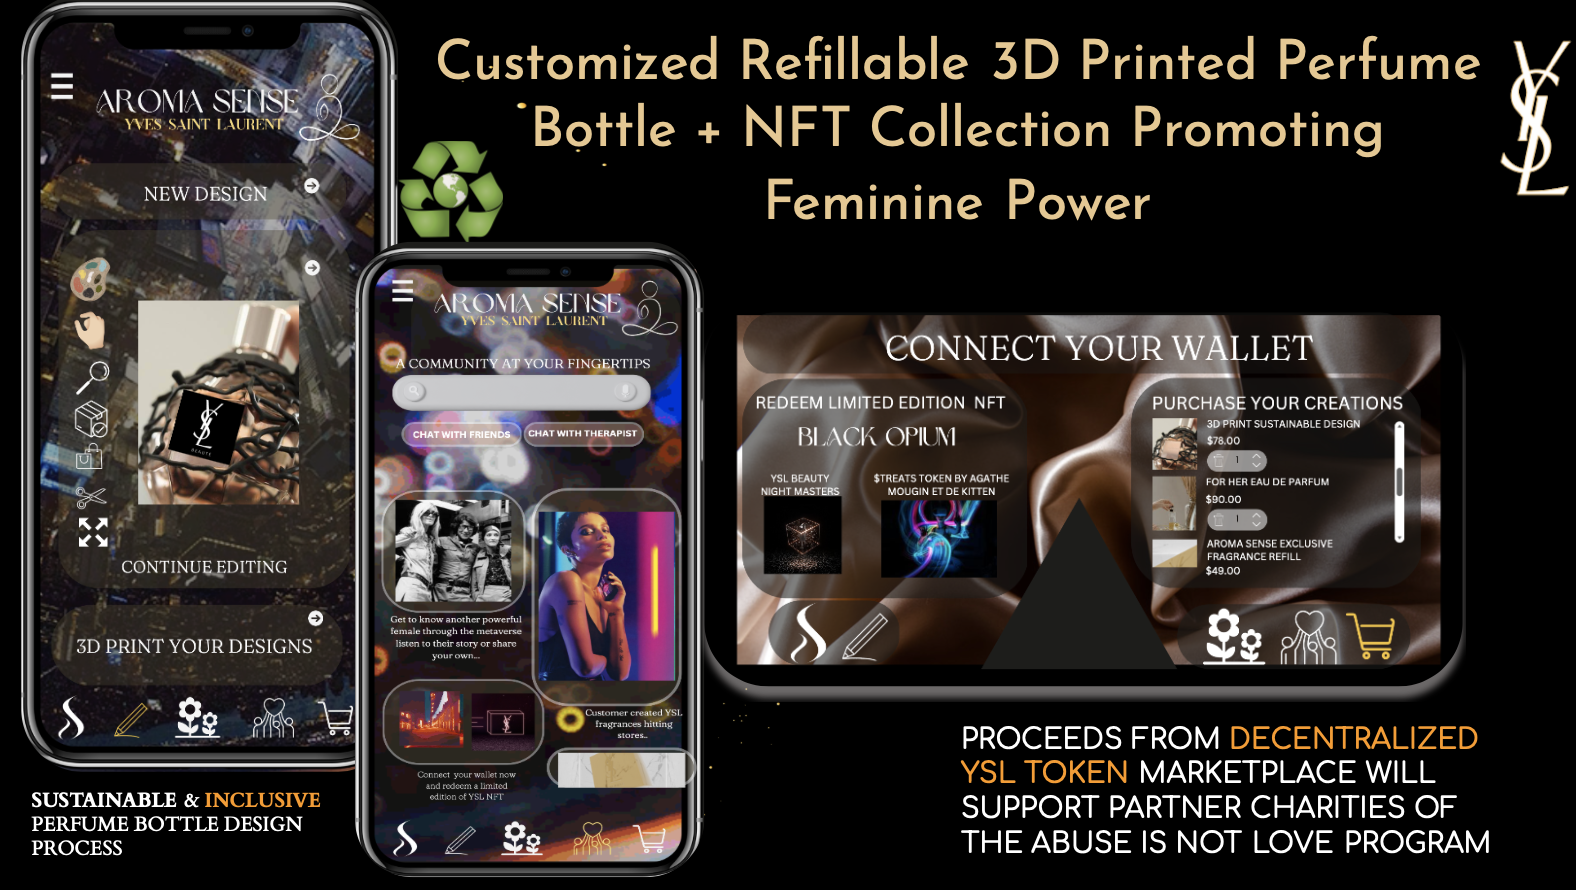 Customized Refillable 3D Printed Perfume
Bottle + NFT Collection Promoting
Feminine Power
YSL
AROMA SENSE
YVES SAINT LAURENT
NEW DESIGN
YSL
BEAUTÉ
CONTINUE EDITING
3D PRINT YOUR DESIGNS
SUSTAINABLE & INCLUSIVE
PERFUME BOTTLE DESIGN
PROCESS
AROMA SENSE
YVES SAINT LAURENT
A COMMUNITY AT YOUR FINGERTIPS
CHAT WITH FRIENDS
CHAT WITH THERAPIST
Get to know another powerful
female through the metaverse
listen to their story or share
your own...
Customer created YSL
fragrances hitting
stores..
YSL
Connect your wallet now
and redeem a limited
edition of YSL NFT
CONNECT YOUR WALLET
REDEEM LIMITED EDITION NFT
BLACK OPIUM
YSL BEAUTY
NIGHT MASTERS
$TREATS TOKEN BY AGATHE
MOUGIN ET DE KITTEN
PURCHASE YOUR CREATIONS
3D PRINT SUSTAINABLE DESIGN
$78.00
1
FOR HER EAU DE PARFUM
$90.00
1
AROMA SENSE EXCLUSIVE
FRAGRANCE REFILL
$49.00
PROCEEDS FROM DECENTRALIZED
YSL TOKEN MARKETPLACE WILL
SUPPORT PARTNER CHARITIES OF
THE ABUSE IS NOT LOVE PROGRAM